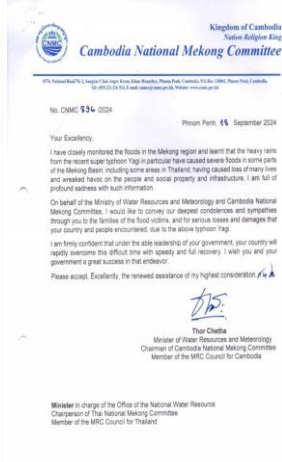 Kingdom of Cambodia
Nation Religion King
CNMC
Cambodia National Mekong Committee
No. CNMC 894 /2024
Phnom Penh, 18 September 2024
Your Excellency,
I have closely monitored the floods in the Mekong region and learnt that the heavy rains
from the recent super typhoon Yagi in particular have caused severe floods in some parts
of the Mekong Basin, including some areas in Thailand, having caused loss of many lives
and wreaked havoc on the people and social property and infrastructure. I am full of
profound sadness with such information.
On behalf of the Ministry of Water Resources and Meteorology and Cambodia National
Mekong Committee, I would like to convey our deepest condolences and sympathies
through you to the families of the flood victims, and for serious losses and damages that
your country and people encountered, due to the above typhoon Yagi.
I am firmly confident that under the able leadership of your government, your country will
rapidly overcome this difficult time with speedy and full recovery. I wish you and your
government a great success in that endeavor.
Please accept, Excellently, the renewed assistance of my highest consideration
Thor Chetha
Minister of Water Resources and Meteorology
Chairman of Cambodia National Mekong Committee
Member of the MRC Council for Cambodia
Minister in charge of the Office of the National Water Resource
Chairperson of Thai National Mekong Committee
Member of the MRC Council for Thailand